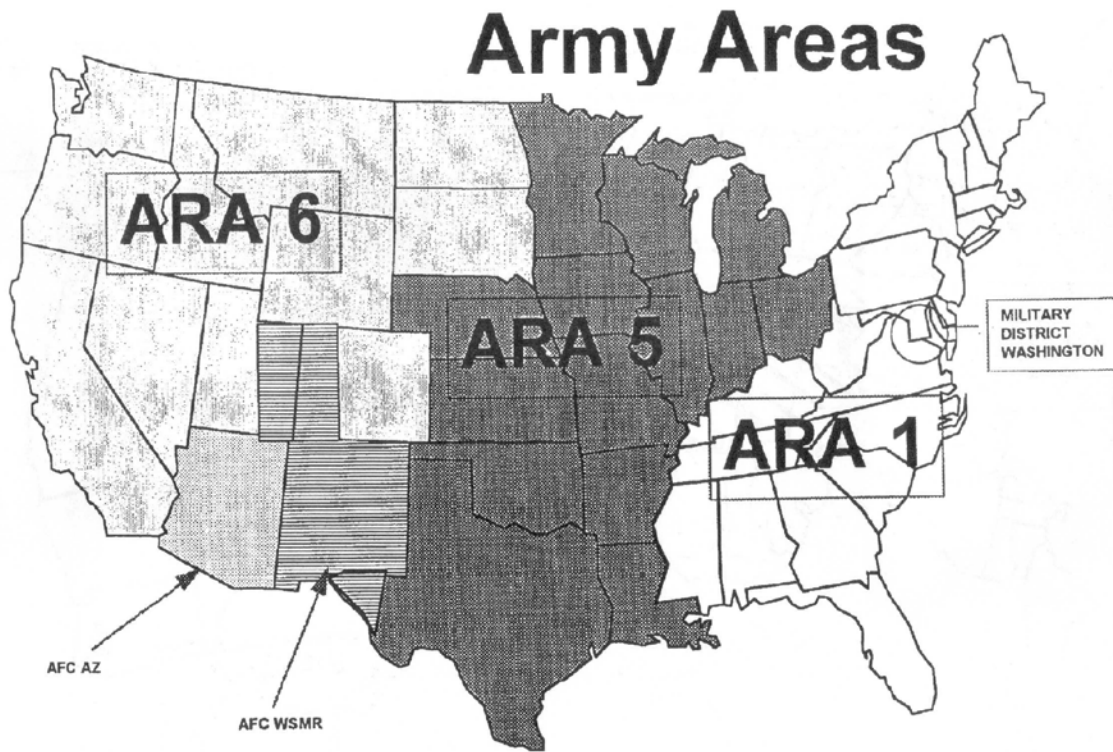 Army Areas
ARA 6
ARA 5
MILITARY
DISTRICT
WASHINGTON
ARA 1
AFC AZ
AFC WSMR